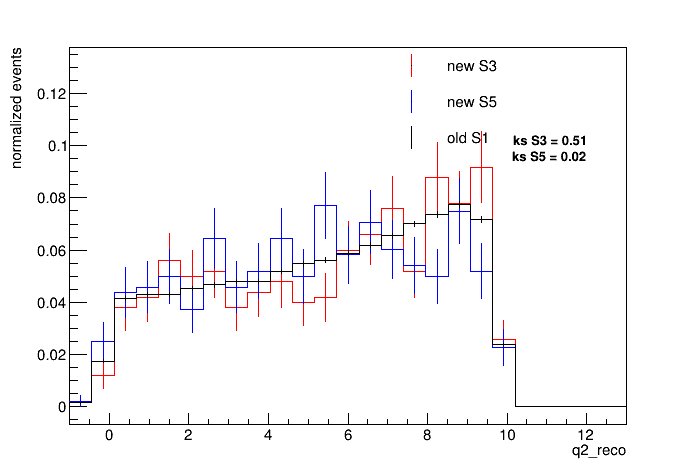 normalized events
0.12
0.1
0.08
0.06
0.04
0.02
0
new S3
new S5
old S1
ks S3 = 0.51
ks S5 = 0.02
0 2 4 6 8 10 12
q2_reco